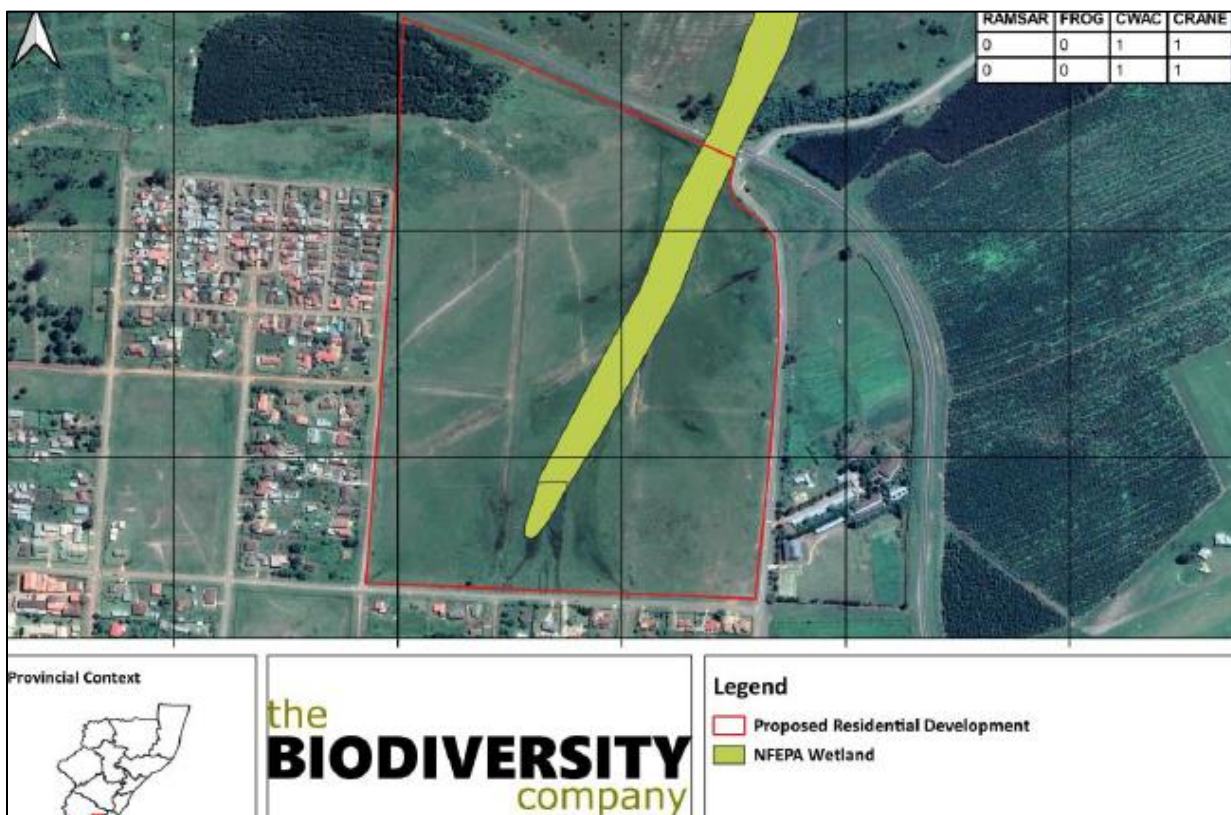 RAMSAR FROG CWAC CRANE
0 0 1 1
0 0 1 1
Provincial Context
the
BIODIVERSITY
company
Legend
Proposed Residential Development
NFEPA Wetland